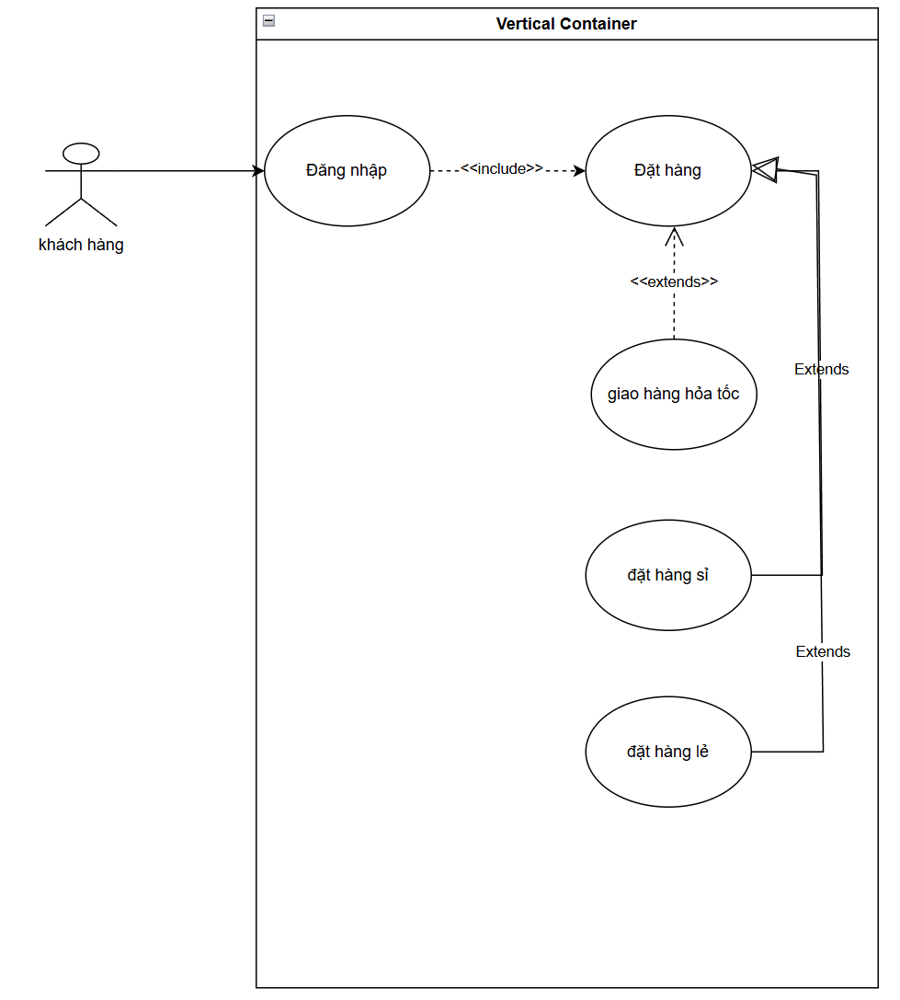 Vertical Container
Đăng nhập
<<include>>
Đặt hàng
khách hàng
<<extends>>
Extends
giao hàng hỏa tốc
đặt hàng sỉ
Extends
đặt hàng lẻ